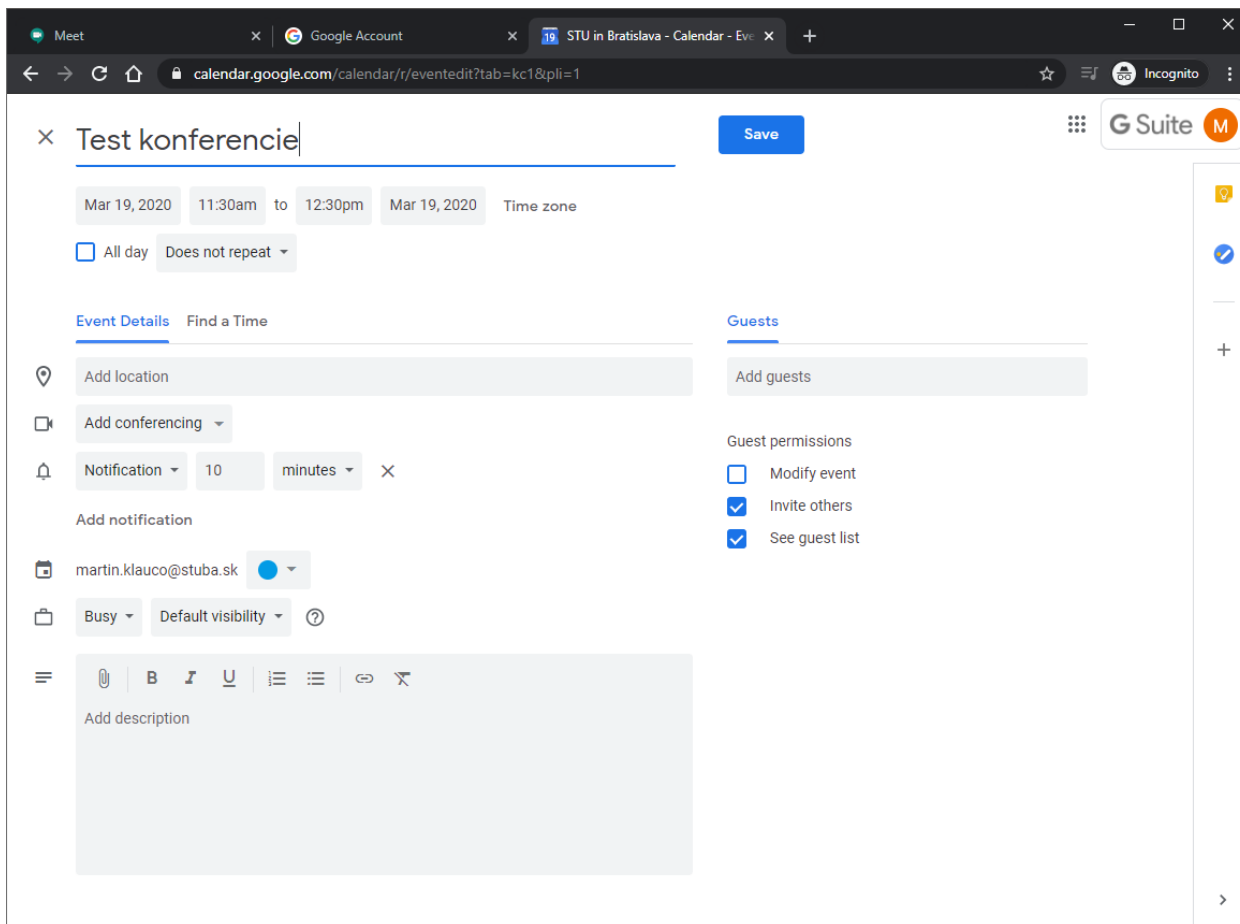 Meet
Google Account
STU in Bratislava - Calendar - Eve
calendar.google.com/calendar/r/eventedit?tab=kc1&pli=1
Incognito
Test konferencie
Save
G Suite
M
Mar 19, 2020 11:30am to 12:30pm Mar 19, 2020 Time zone
All day Does not repeat
Event Details Find a Time
Guests
Add location
Add guests
Add conferencing
Notification 10 minutes
Add notification
Guest permissions
Modify event
Invite others
See guest list
martin.klauco@stuba.sk
Busy Default visibility
B I U
Add description